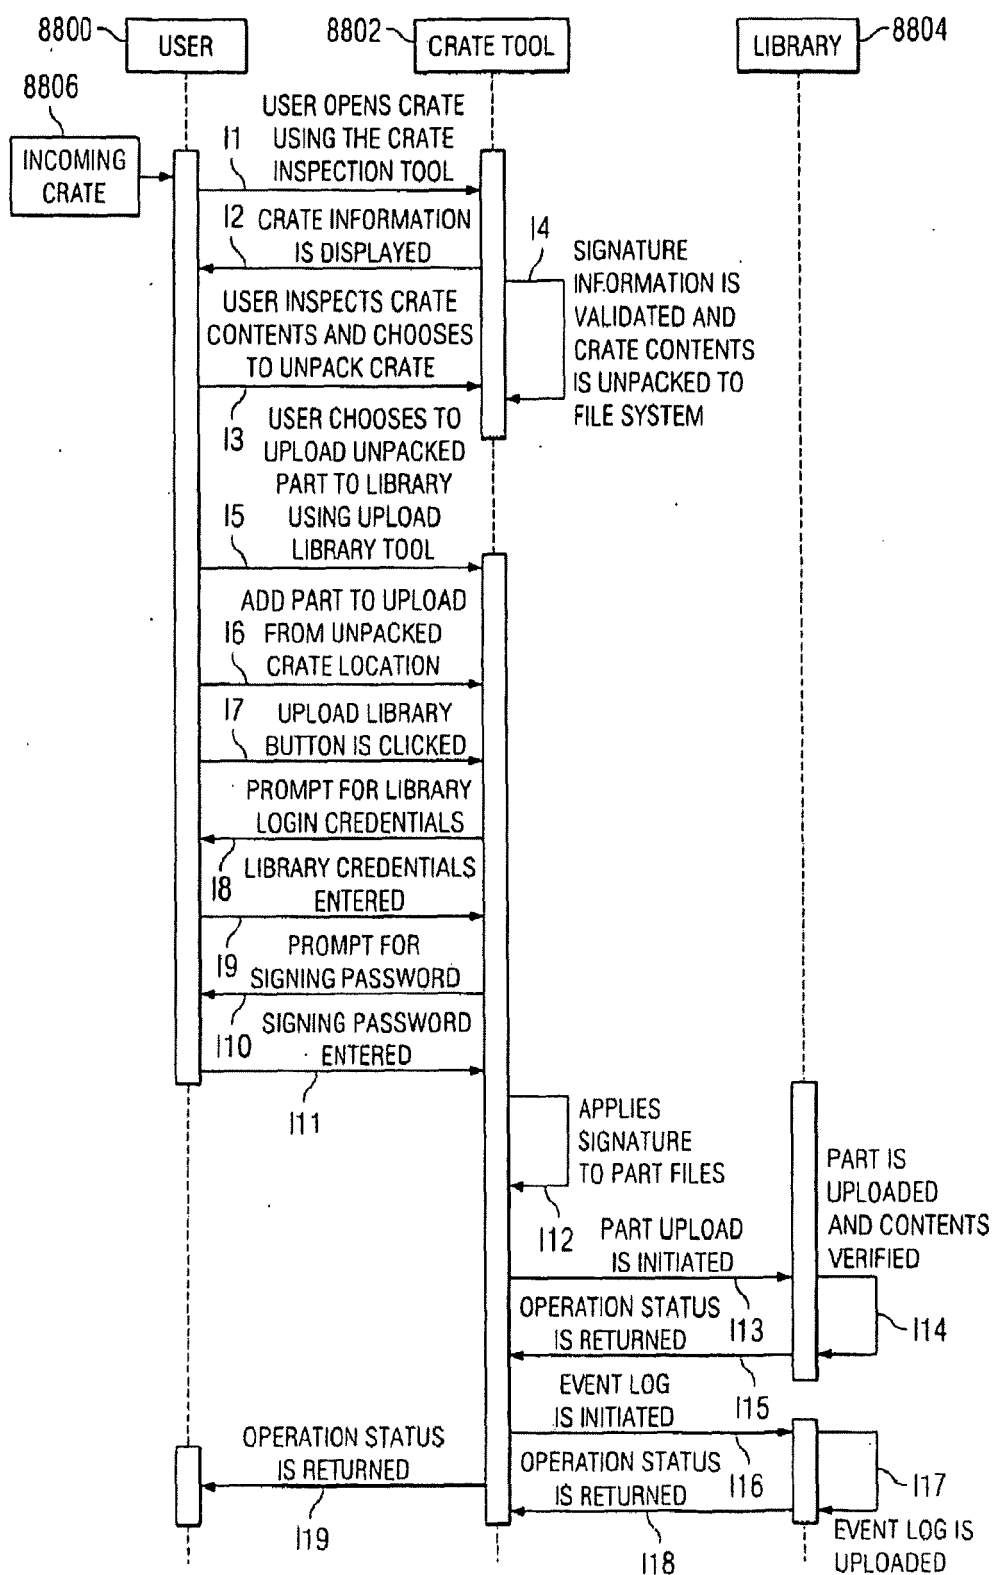 8800
USER
8802
CRATE TOOL
LIBRARY
8804
8806
INCOMING
CRATE
I1
USER OPENS CRATE
USING THE CRATE
INSPECTION TOOL
I2
CRATE INFORMATION
IS DISPLAYED
I4
SIGNATURE
INFORMATION IS
VALIDATED AND
CRATE CONTENTS
IS UNPACKED TO
FILE SYSTEM
USER INSPECTS CRATE
CONTENTS AND CHOOSES
TO UNPACK CRATE
I3
USER CHOOSES TO
UPLOAD UNPACKED
PART TO LIBRARY
USING UPLOAD
LIBRARY TOOL
I5
ADD PART TO UPLOAD
FROM UNPACKED
CRATE LOCATION
I6
I7
UPLOAD LIBRARY
BUTTON IS CLICKED
PROMPT FOR LIBRARY
LOGIN CREDENTIALS
I8
LIBRARY CREDENTIALS
ENTERED
I9
PROMPT FOR
SIGNING PASSWORD
I10
SIGNING PASSWORD
ENTERED
I11
APPLIES
SIGNATURE
TO PART FILES
I12
PART IS
UPLOADED
AND CONTENTS
VERIFIED
PART UPLOAD
IS INITIATED
I13
OPERATION STATUS
IS RETURNED
I14
I15
EVENT LOG
IS INITIATED
I16
OPERATION STATUS
IS RETURNED
I17
EVENT LOG IS
UPLOADED
I18
OPERATION STATUS
IS RETURNED
I19